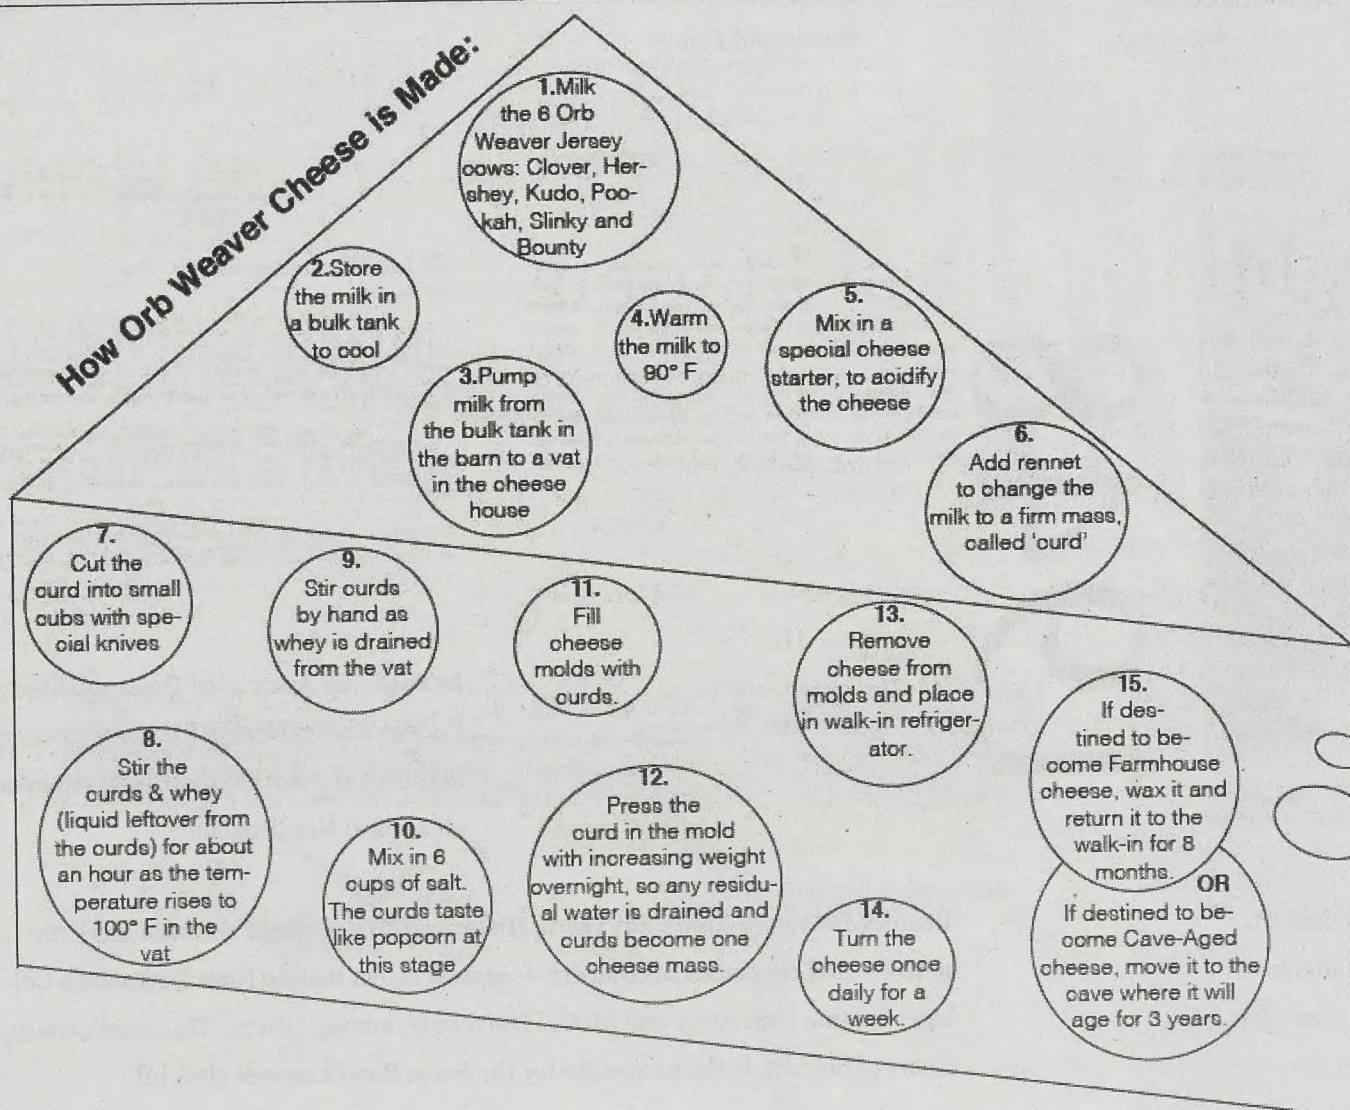 How Orb Weaver Cheese is Made:
1.Milk
the 6 Orb
Weaver Jersey
cows: Clover, Her-
shey, Kudo, Poo-
kah, Slinky and
Bounty
2.Store
the milk in
a bulk tank
to cool
3.Pump
milk from
the bulk tank in
the barn to a vat
in the cheese
house
4.Warm
the milk to
90° F
5.
Mix in a
special cheese
starter, to acidify
the cheese
6.
Add rennet
to change the
milk to a firm mass,
called 'curd'
7.
Cut the
curd into small
cubs with spe-
cial knives
8.
Stir the
curds & whey
(liquid leftover from
the curds) for about
an hour as the tem-
perature rises to
100° F in the
vat
9.
Stir curds
by hand as
whey is drained
from the vat
10.
Mix in 6
cups of salt.
The curds taste
like popcorn at
this stage
11.
Fill
cheese
molds with
curds.
12.
Press the
curd in the mold
with increasing weight
overnight, so any residu-
al water is drained and
curds become one
cheese mass.
13.
Remove
cheese from
molds and place
in walk-in refriger-
ator.
14.
Turn the
cheese once
daily for a
week.
15.
If des-
tined to be-
come Farmhouse
cheese, wax it and
return it to the
walk-in for 8
months.
OR
If destined to be-
come Cave-Aged
cheese, move it to the
cave where it will
age for 3 years.